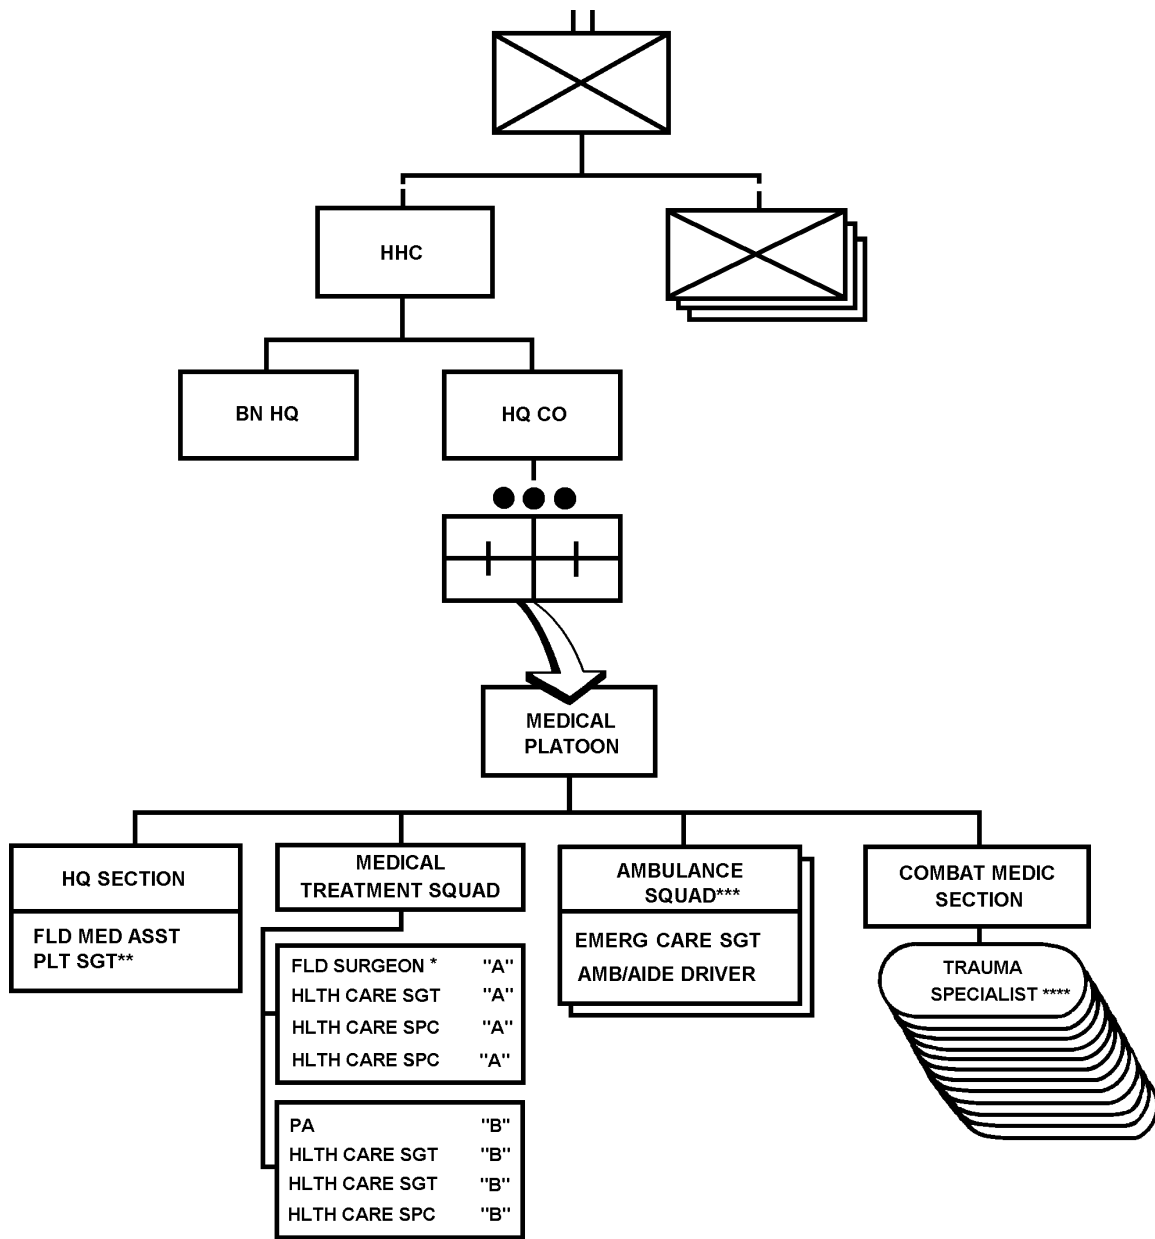 HHC
BN HQ
HQ CO
MEDICAL
PLATOON
HQ SECTION
FLD MED ASST
PLT SGT**
MEDICAL
TREATMENT SQUAD
FLD SURGEON * "A"
HLTH CARE SGT "A"
HLTH CARE SPC "A"
HLTH CARE SPC "A"
PA "B"
HLTH CARE SGT "B"
HLTH CARE SGT "B"
HLTH CARE SPC "B"
AMBULANCE
SQUAD***
EMERG CARE SGT
AMB/AIDE DRIVER
COMBAT MEDIC
SECTION
TRAUMA
SPECIALIST ****